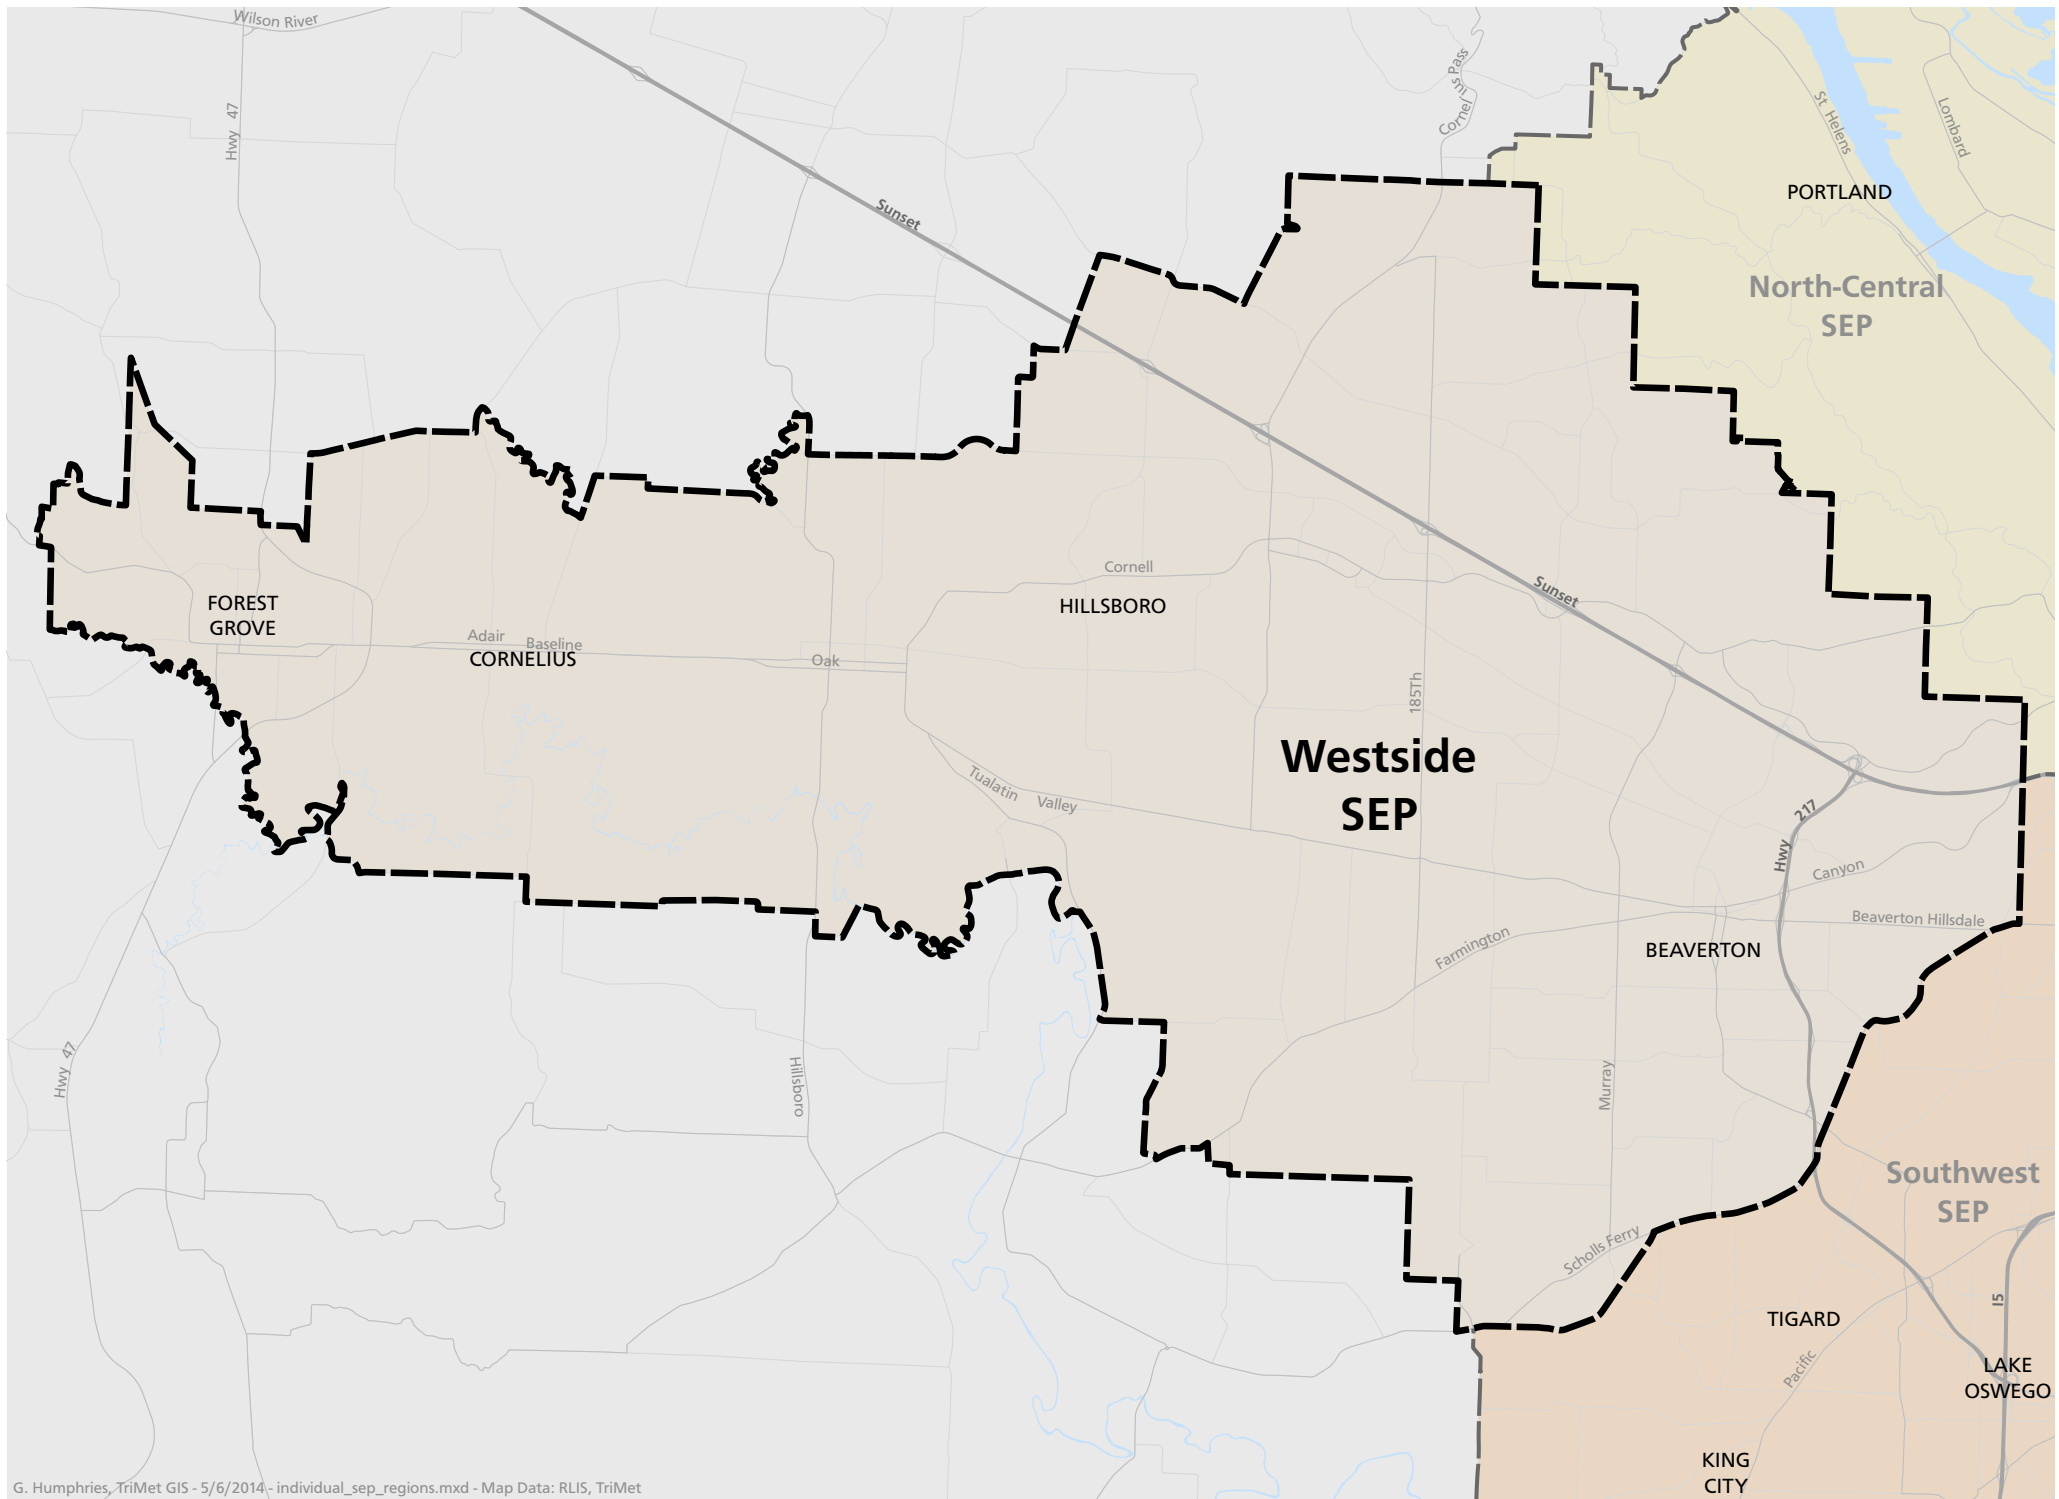 Wilson River
Hwy 47
Cornelius Pass
St Helens
Lombard
PORTLAND
Sunset
North-Central
SEP
Cornell
Sunset
FOREST
GROVE
HILLSBORO
Adair
Baseline
CORNELIUS
Oak
185Th
Westside
SEP
Tualatin Valley
Hwy 217
Canyon
Beaverton Hillsdale
Farmington
BEAVERTON
Hwy 47
Hillsboro
Murray
Southwest
SEP
Scholls Ferry
I5
TIGARD
Pacific
LAKE
OSWEGO
KING
CITY
G. Humphries, TriMet GIS - 5/6/2014 - individual_sep_regions.mxd - Map Data: RLIS, TriMet